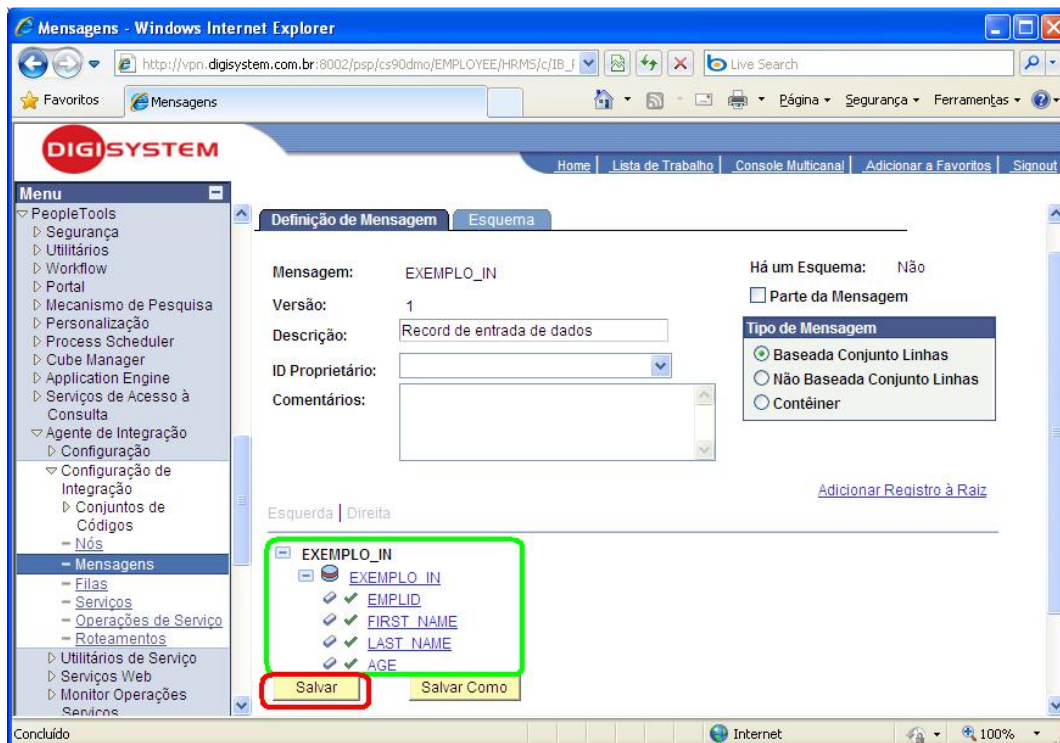 Mensagens - Windows Internet Explorer
http://vpn.digisystem.com.br:8002/psp/cs90dmo/EMPLOYEE/HRMS/c/IB_F
Live Search
Favoritos
Mensagens
Página
Segurança
Ferramentas
DIGISYSTEM
Home
Lista de Trabalho
Console Multicanal
Adicionar a Favoritos
Signout
Menu
PeopleTools
Segurança
Utilitários
Workflow
Portal
Mecanismo de Pesquisa
Personalização
Process Scheduler
Cube Manager
Application Engine
Serviços de Acesso à
Consulta
Agente de Integração
Configuração
Configuração de
Integração
Conjuntos de
Códigos
Nós
Mensagens
Filas
Serviços
Operações de Serviço
Roteamentos
Utilitários de Serviço
Serviços Web
Monitor Operações
Serviços
Definição de Mensagem
Esquema
Mensagem: EXEMPLO_IN
Versão: 1
Descrição: Record de entrada de dados
ID Proprietário:
Comentários:
Há um Esquema: Não
Parte da Mensagem
Tipo de Mensagem
Baseada Conjunto Linhas
Não Baseada Conjunto Linhas
Contêiner
Adicionar Registro à Raiz
Esquerda | Direita
EXEMPLO_IN
EXEMPLO_IN
EMPLID
FIRST_NAME
LAST_NAME
AGE
Salvar
Salvar Como
Concluído
Internet
100%